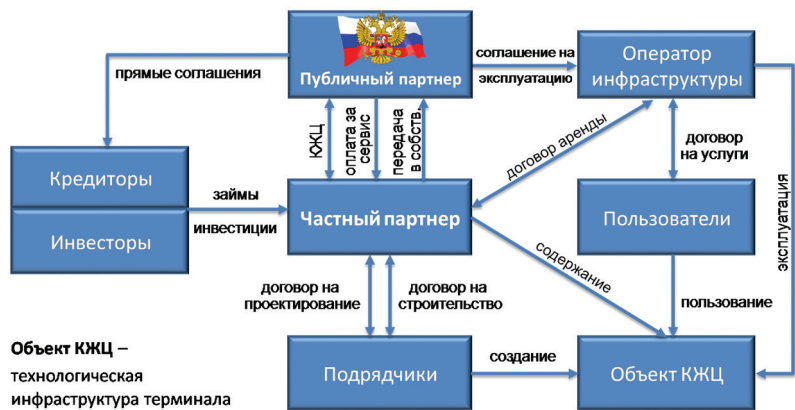 Публичный партнер
прямые соглашения
соглашение на
эксплуатацию
Оператор
инфраструктуры
КЖЦ
оплата за
сервис
передача
в собств.
договор аренды
договор
на услуги
эксплуатация
Кредиторы
Инвесторы
займы
инвестиции
Частный партнер
Пользователи
содержание
договор на
проектирование
договор на
строительство
пользование
Подрядчики
создание
Объект КЖЦ
Объект КЖЦ –
технологическая
инфраструктура терминала